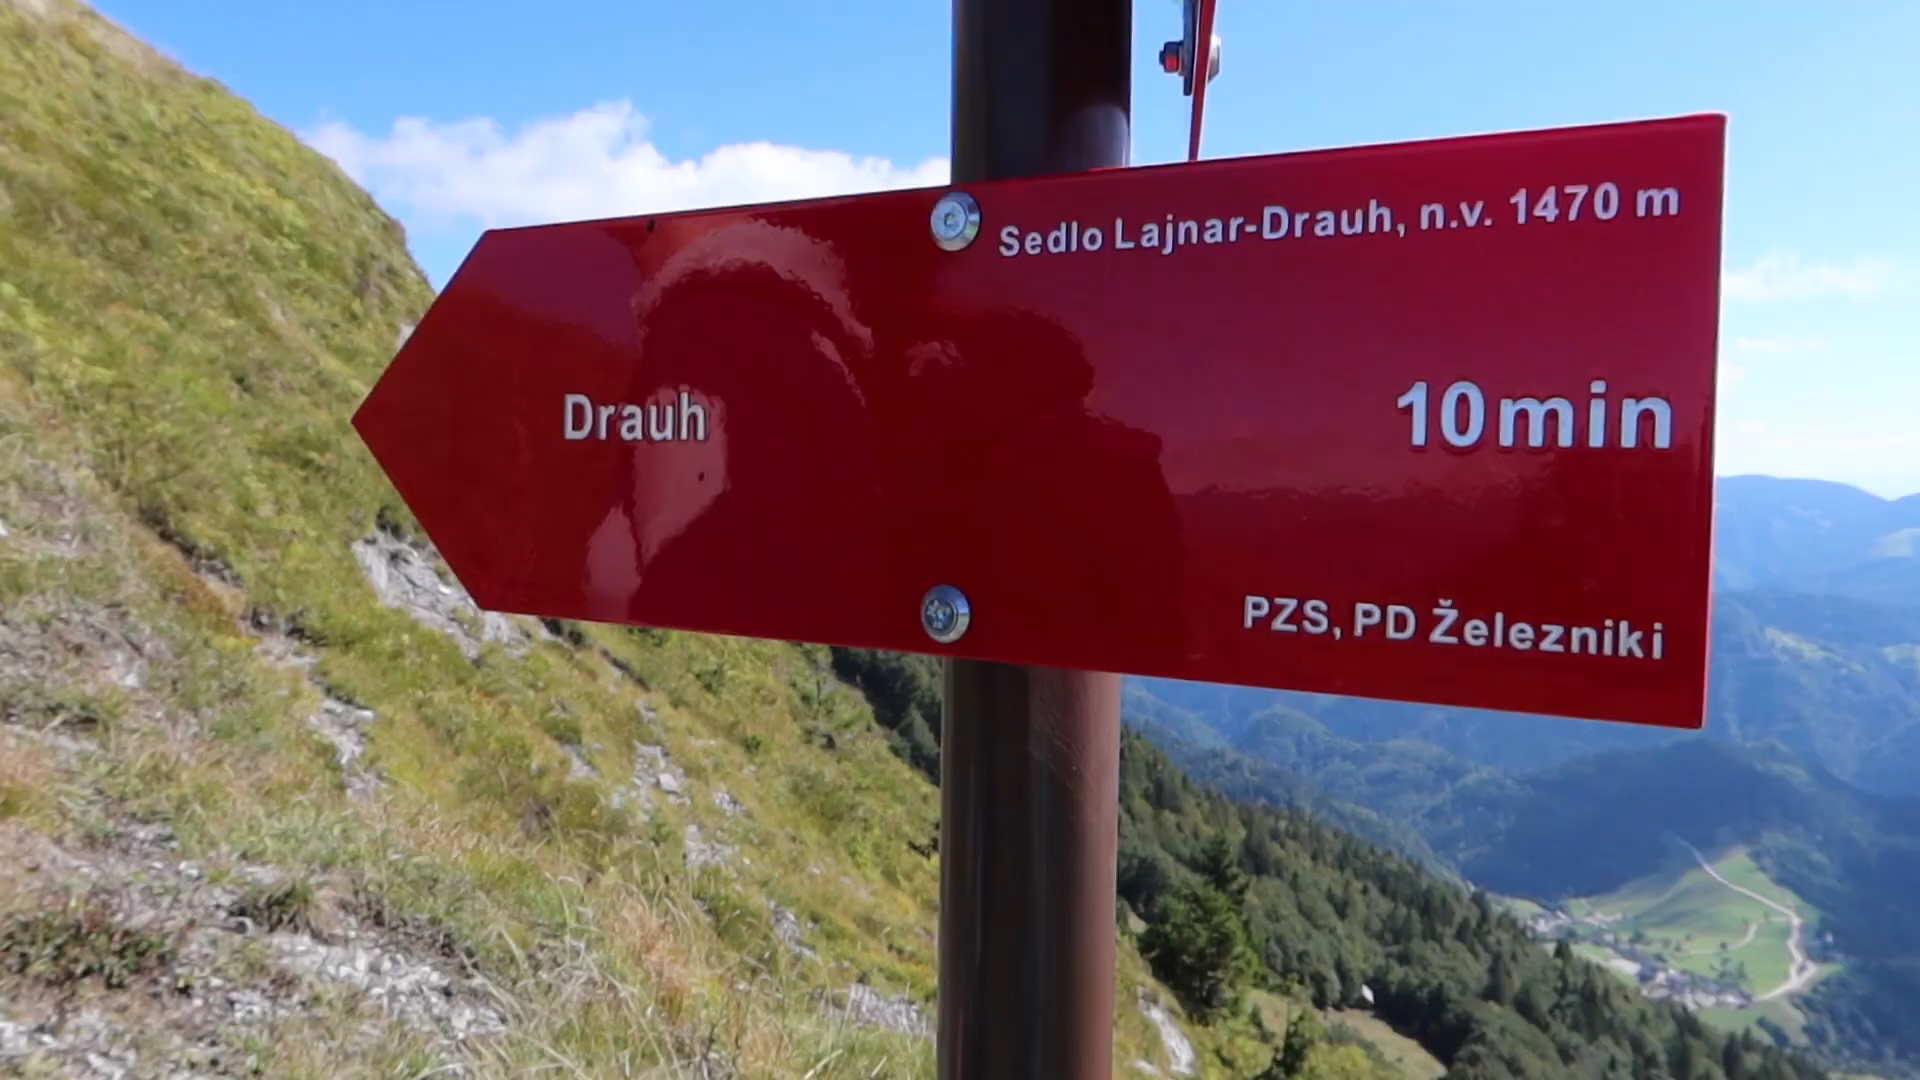 Sedlo Lajnar-Drauh, n.v. 1470 m
Drauh 10min
PZS, PD Železniki